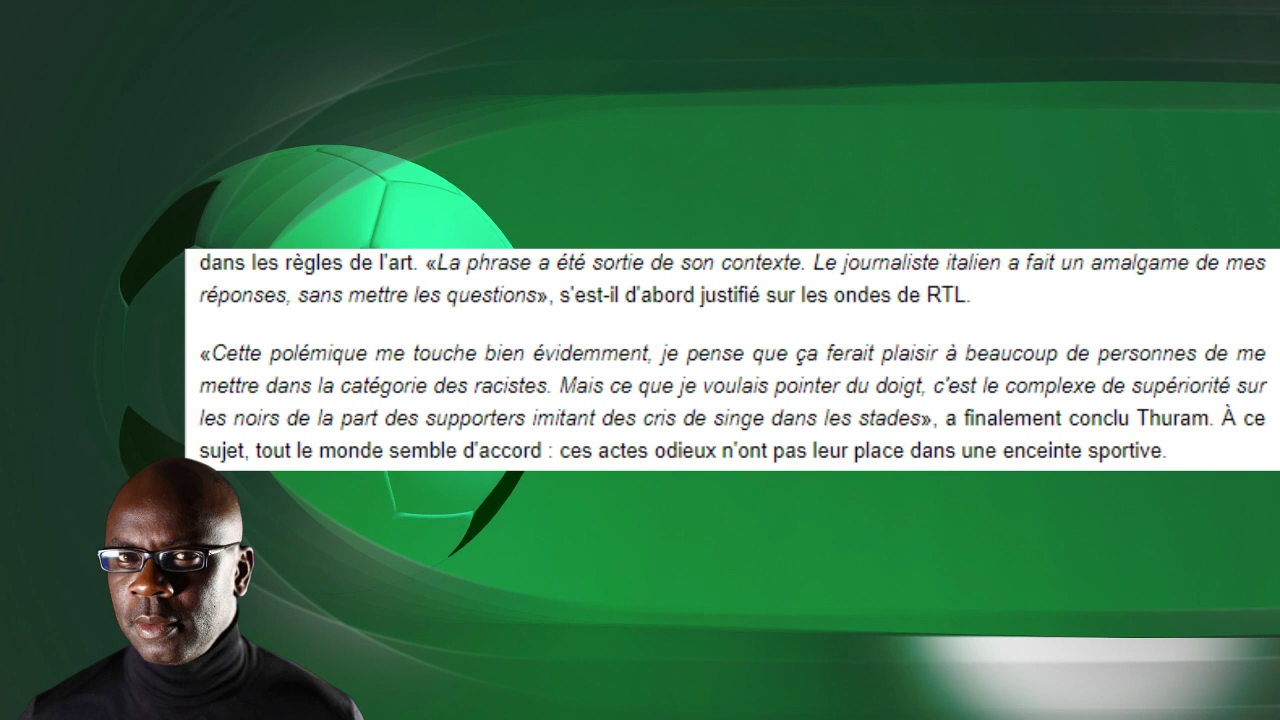 dans les règles de l'art. «La phrase a été sortie de son contexte. Le journaliste italien a fait un amalgame de mes
réponses, sans mettre les questions», s'est-il d'abord justifié sur les ondes de RTL.
«Cette polémique me touche bien évidemment, je pense que ça ferait plaisir à beaucoup de personnes de me
mettre dans la catégorie des racistes. Mais ce que je voulais pointer du doigt, c'est le complexe de supériorité sur
les noirs de la part des supporters imitant des cris de singe dans les stades», a finalement conclu Thuram. À ce
sujet, tout le monde semble d'accord : ces actes odieux n'ont pas leur place dans une enceinte sportive.